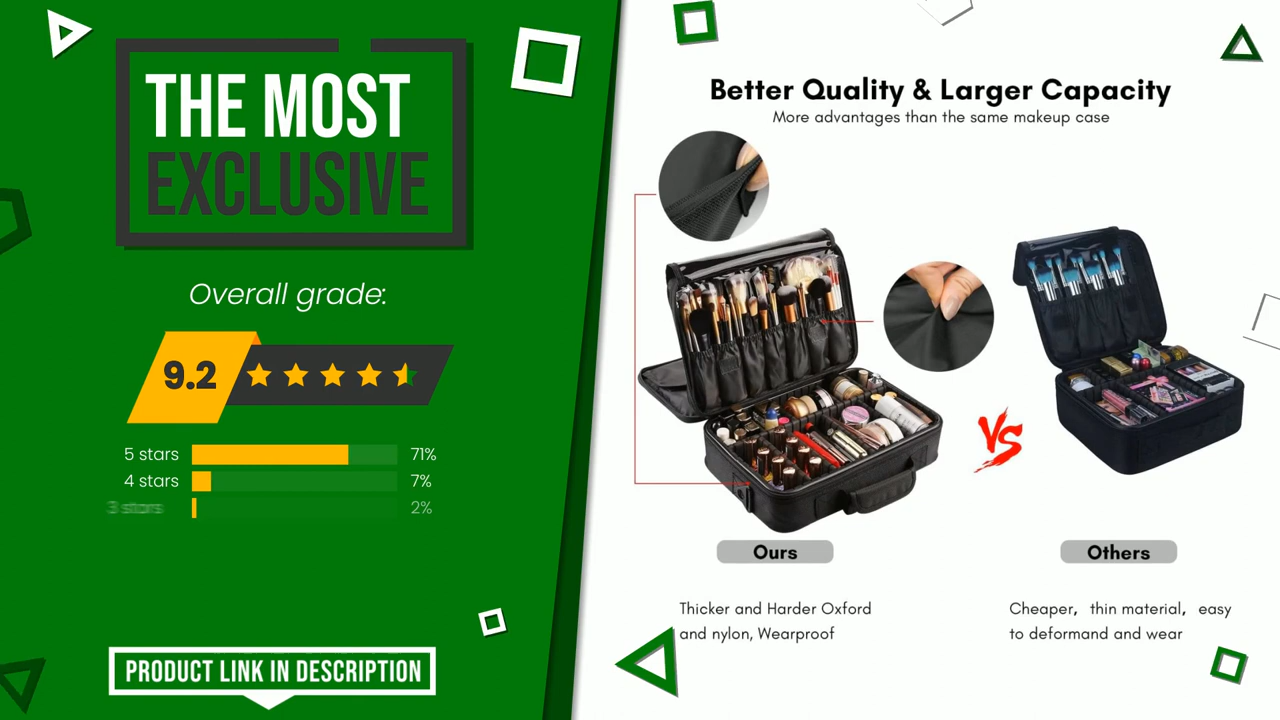 THE MOST
EXCLUSIVE
Overall grade:
9.2
5 stars 71%
4 stars 7%
3 stars 2%
PRODUCT LINK IN DESCRIPTION
Better Quality & Larger Capacity
More advantages than the same makeup case
VS
Ours
Others
Thicker and Harder Oxford
and nylon, Wearproof
Cheaper, thin material, easy
to deformand and wear